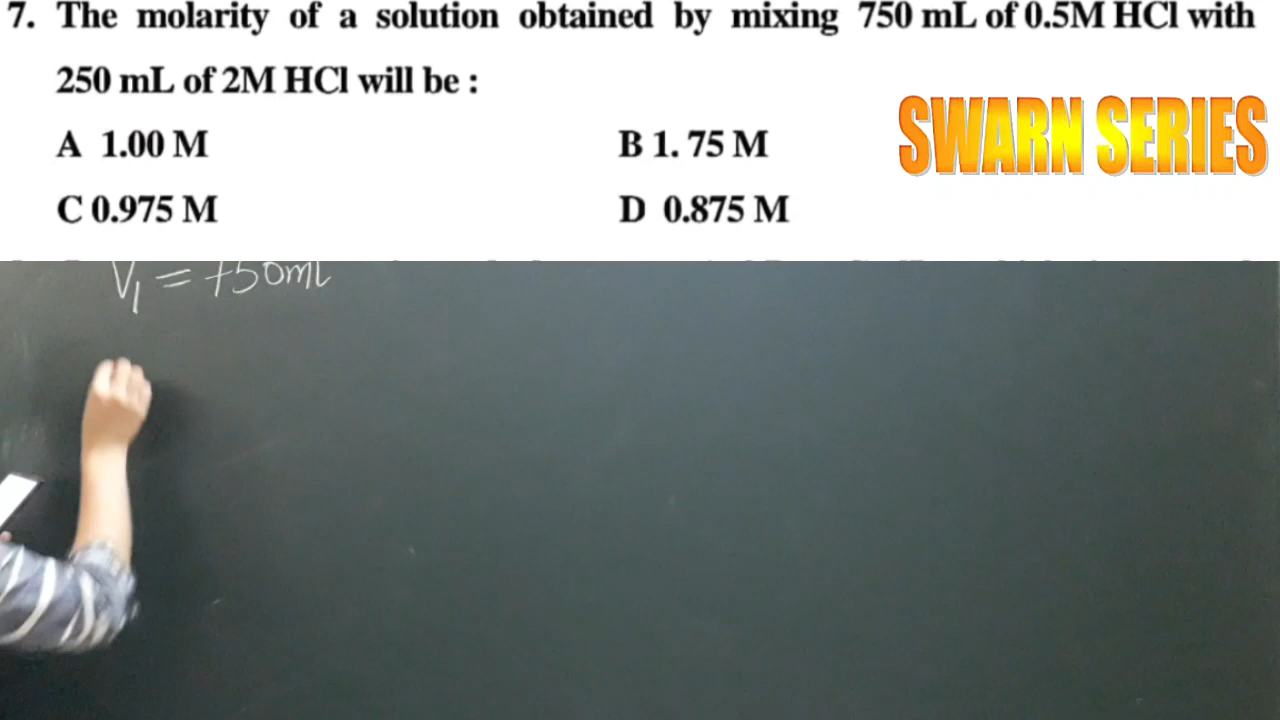 7. The molarity of a solution obtained by mixing 750 mL of 0.5M HCl with
250 mL of 2M HCl will be :
A 1.00 M
B 1. 75 M
C 0.975 M
D 0.875 M
SWARN SERIES
V₁ = 750ml